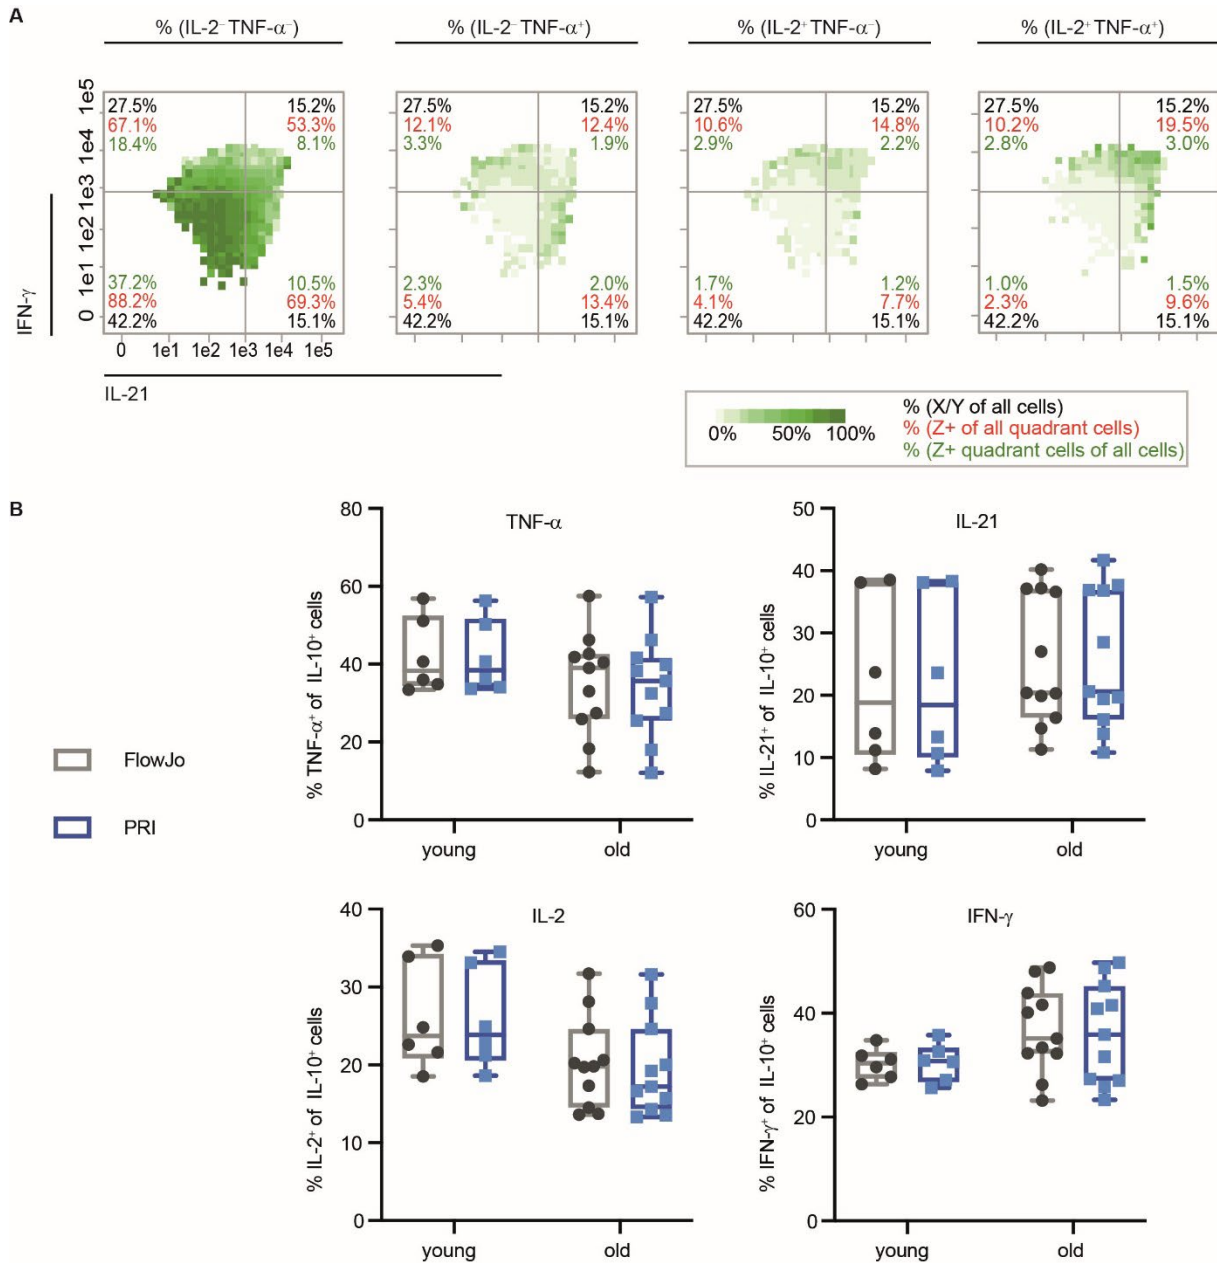 A
% (IL-2⁻ TNF-α⁻)
% (IL-2⁻ TNF-α⁺)
% (IL-2⁺ TNF-α⁻)
% (IL-2⁺ TNF-α⁺)
IFN-γ
1e5
1e4
1e3
1e2
1e1
0
27.5% 15.2%
67.1% 53.3%
18.4% 8.1%
37.2% 10.5%
88.2% 69.3%
42.2% 15.1%
0 1e1 1e2 1e3 1e4 1e5
IL-21
27.5% 15.2%
12.1% 12.4%
3.3% 1.9%
2.3% 2.0%
5.4% 13.4%
42.2% 15.1%
27.5% 15.2%
10.6% 14.8%
2.9% 2.2%
1.7% 1.2%
4.1% 7.7%
42.2% 15.1%
27.5% 15.2%
10.2% 19.5%
2.8% 3.0%
1.0% 1.5%
2.3% 9.6%
42.2% 15.1%
0% 50% 100%
% (X/Y of all cells)
% (Z+ of all quadrant cells)
% (Z+ quadrant cells of all cells)
B
FlowJo
PRI
TNF-α
% TNF-α⁺ of IL-10⁺ cells
80
60
40
20
0
young old
IL-21
% IL-21⁺ of IL-10⁺ cells
50
40
30
20
10
0
young old
IL-2
% IL-2⁺ of IL-10⁺ cells
40
30
20
10
0
young old
IFN-γ
% IFN-γ⁺ of IL-10⁺ cells
60
40
20
0
young old